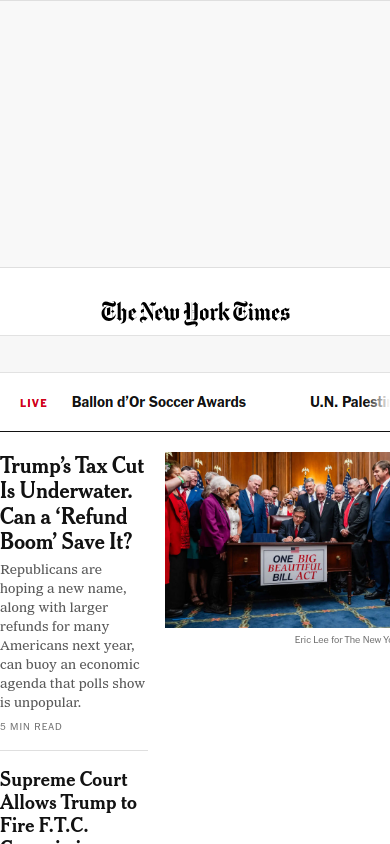 The New York Times
LIVE
Ballon d’Or Soccer Awards
U.N. Palesti
Trump’s Tax Cut
Is Underwater.
Can a ‘Refund
Boom’ Save It?
Republicans are
hoping a new name,
along with larger
refunds for many
Americans next year,
can buoy an economic
agenda that polls show
is unpopular.
5 MIN READ
ONE BIG
BEAUTIFUL
BILL ACT
Eric Lee for The New Yo
Supreme Court
Allows Trump to
Fire F.T.C.